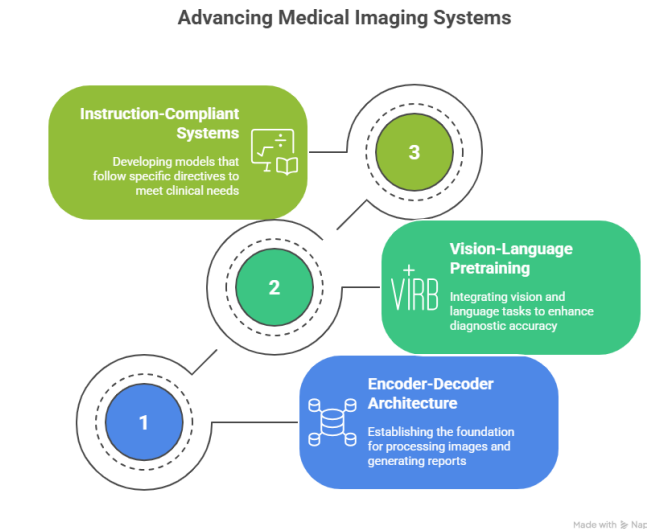 Advancing Medical Imaging Systems
Instruction-Compliant
Systems
Developing models that
follow specific directives to
meet clinical needs
3
2
Vision-Language
Pretraining
VIRB
Integrating vision and
language tasks to enhance
diagnostic accuracy
1
Encoder-Decoder
Architecture
Establishing the foundation
for processing images and
generating reports
Made with Nap